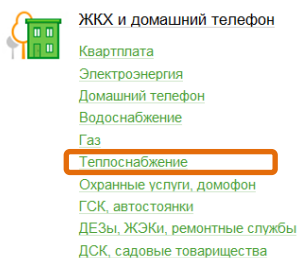 ЖКХ и домашний телефон
Квартплата
Электроэнергия
Домашний телефон
Водоснабжение
Газ
Теплоснабжение
Охранные услуги, домофон
ГСК, автостоянки
ДЕЗы, ЖЭКи, ремонтные службы
ДСК, садовые товарищества